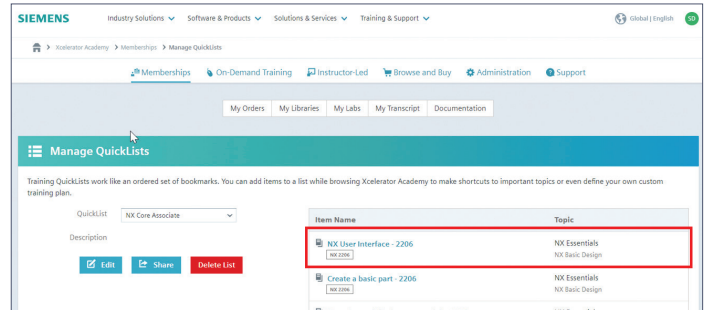 SIEMENS
Industry Solutions Software & Products Solutions & Services Training & Support Global | English SD
> Xcelerator Academy > Memberships > Manage QuickLists
Memberships On-Demand Training Instructor-Led Browse and Buy Administration Support
My Orders My Libraries My Labs My Transcript Documentation
Manage QuickLists
Training QuickLists work like an ordered set of bookmarks. You can add items to a list while browsing Xcelerator Academy to make shortcuts to important topics or even define your own custom
training plan.
QuickList NX Core Associate
Description
Edit Share Delete List
Item Name Topic
NX User Interface - 2206 NX Essentials
NX 2206 NX Basic Design
Create a basic part - 2206 NX Essentials
NX 2206 NX Basic Design